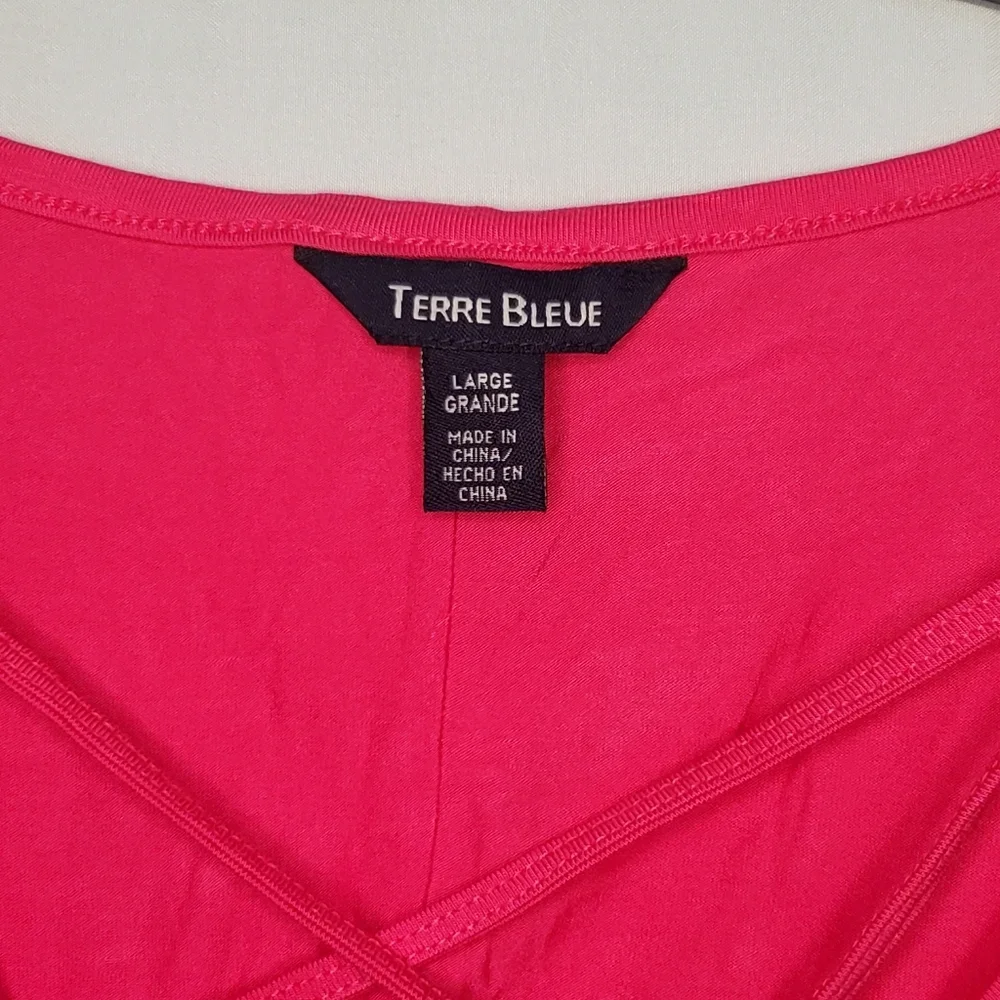 TERRE BLEUE
LARGE
GRANDE
MADE IN
CHINA/
HECHO EN
CHINA